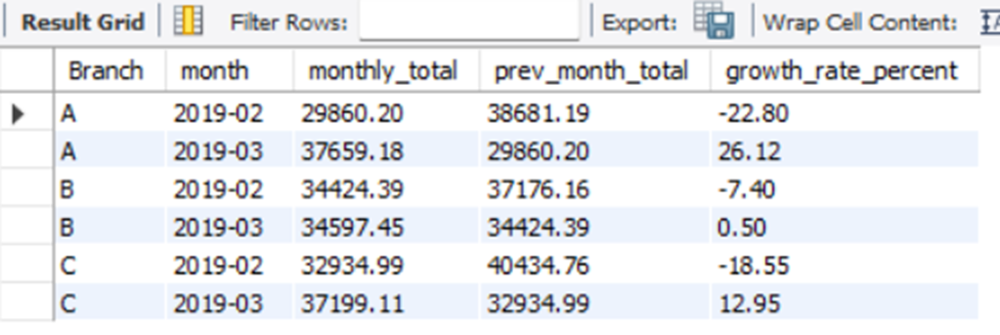 Result Grid Filter Rows: Export: Wrap Cell Content:
Branch month monthly_total prev_month_total growth_rate_percent
A 2019-02 29860.20 38681.19 -22.80
A 2019-03 37659.18 29860.20 26.12
B 2019-02 34424.39 37176.16 -7.40
B 2019-03 34597.45 34424.39 0.50
C 2019-02 32934.99 40434.76 -18.55
C 2019-03 37199.11 32934.99 12.95